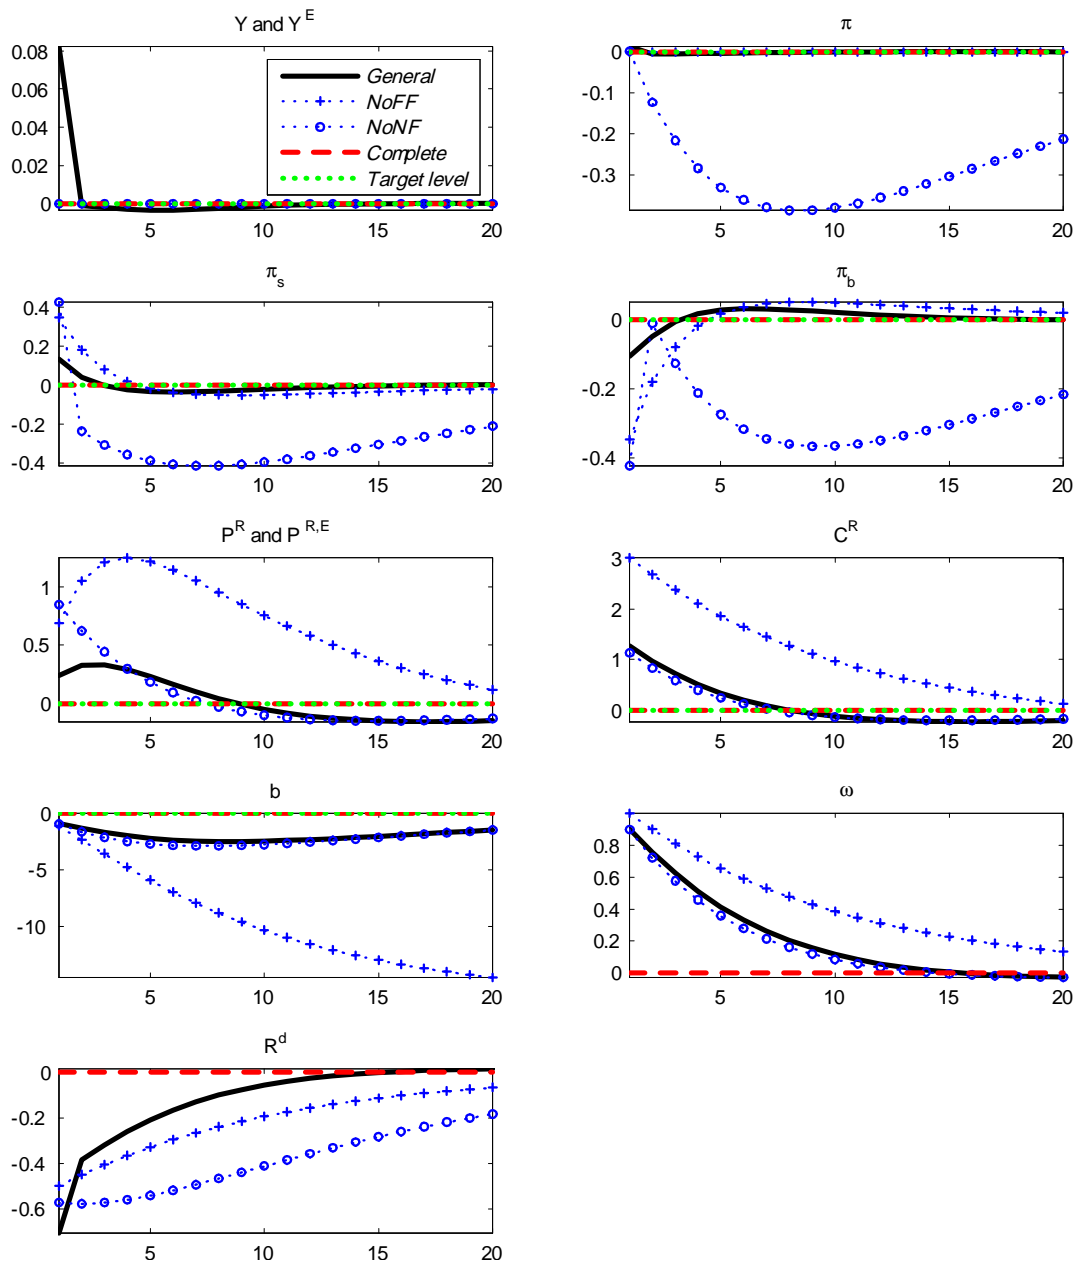 Y and Y^E
0.08
0.06
0.04
0.02
0
5 10 15 20
General
NoFF
NoNF
Complete
Target level
π
0
-0.1
-0.2
-0.3
5 10 15 20
π_s
0.4
0.2
0
-0.2
-0.4
5 10 15 20
π_b
0
-0.2
-0.4
5 10 15 20
P^R and P^R,E
1
0.5
0
5 10 15 20
C^R
3
2
1
0
5 10 15 20
b
0
-5
-10
5 10 15 20
ω
0.8
0.6
0.4
0.2
0
5 10 15 20
R^d
0
-0.2
-0.4
-0.6
5 10 15 20